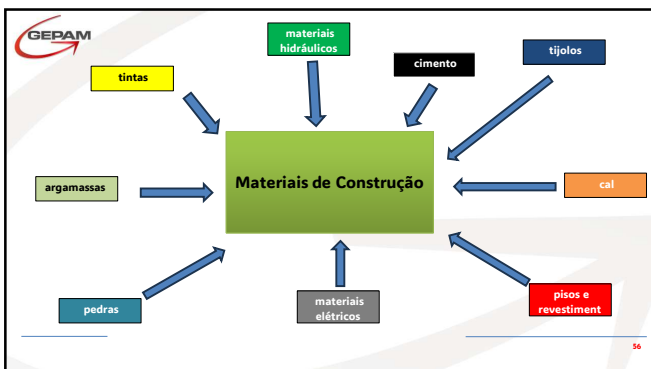 GEPAM
materiais
hidráulicos
tijolos
cimento
tintas
Materiais de Construção
argamassas
cal
pedras
materiais
elétricos
pisos e
revestiment
56